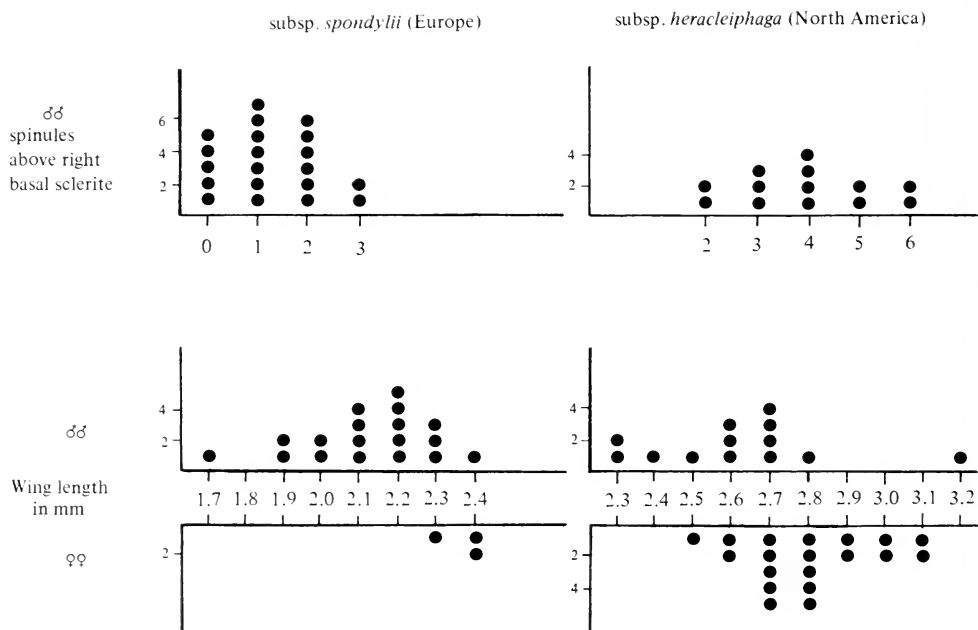 subsp. spondylii (Europe)
subsp. heracleiphaga (North America)
♂♂
spinules
above right
basal sclerite
6
4
2
0 1 2 3
4
2
2 3 4 5 6
♂♂
4
2
4
2
Wing length
in mm
1.7 1.8 1.9 2.0 2.1 2.2 2.3 2.4
2.3 2.4 2.5 2.6 2.7 2.8 2.9 3.0 3.1 3.2
♀♀
2
2
4